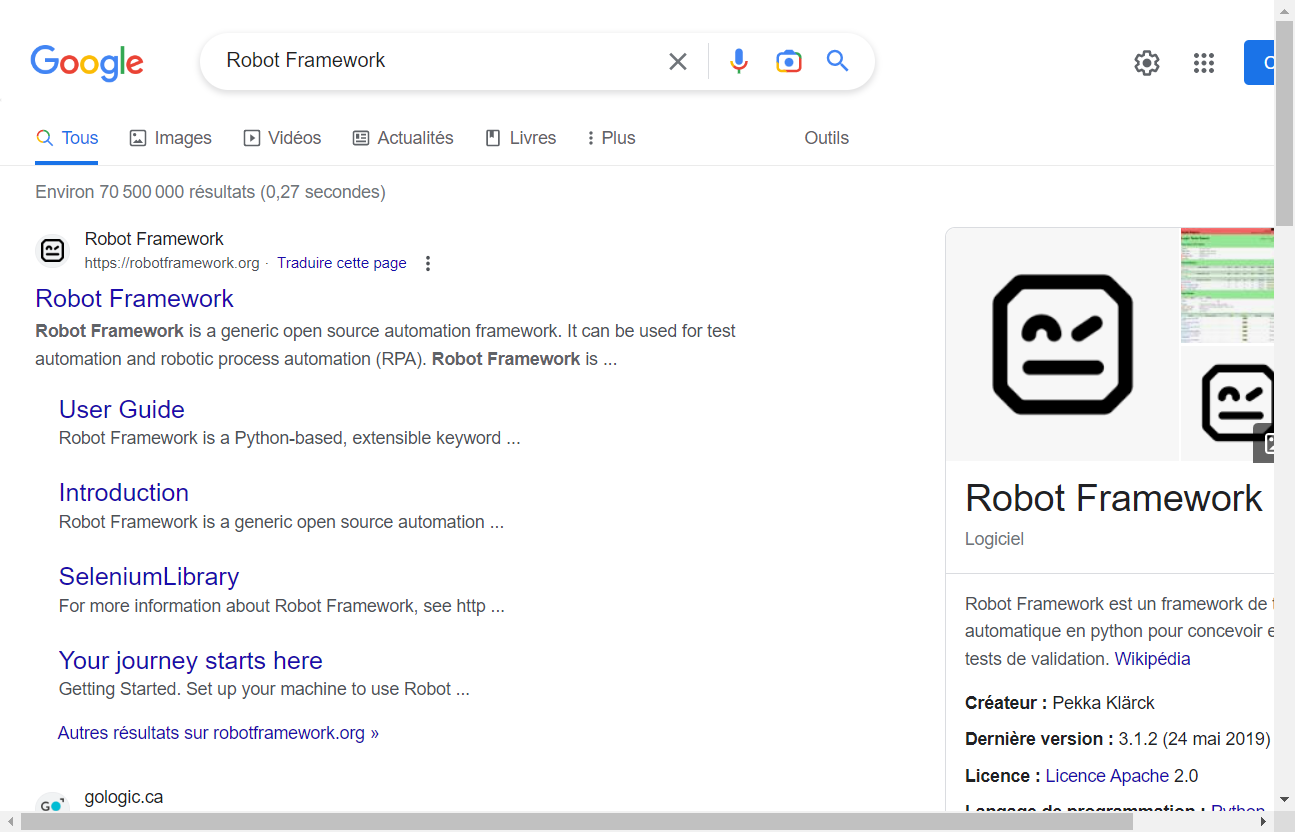 Google
Robot Framework
Tous
Images
Vidéos
Actualités
Livres
Plus
Outils
Environ 70 500 000 résultats (0,27 secondes)
Robot Framework
https://robotframework.org · Traduire cette page
Robot Framework
Robot Framework is a generic open source automation framework. It can be used for test
automation and robotic process automation (RPA). Robot Framework is ...
User Guide
Robot Framework is a Python-based, extensible keyword ...
Introduction
Robot Framework is a generic open source automation ...
SeleniumLibrary
For more information about Robot Framework, see http ...
Your journey starts here
Getting Started. Set up your machine to use Robot ...
Autres résultats sur robotframework.org »
GO
gologic.ca
Robot Framework
Logiciel
Robot Framework est un framework de
automatique en python pour concevoir
tests de validation. Wikipédia
Créateur : Pekka Klärck
Dernière version : 3.1.2 (24 mai 2019)
Licence : Licence Apache 2.0
Langage de programmation : Python